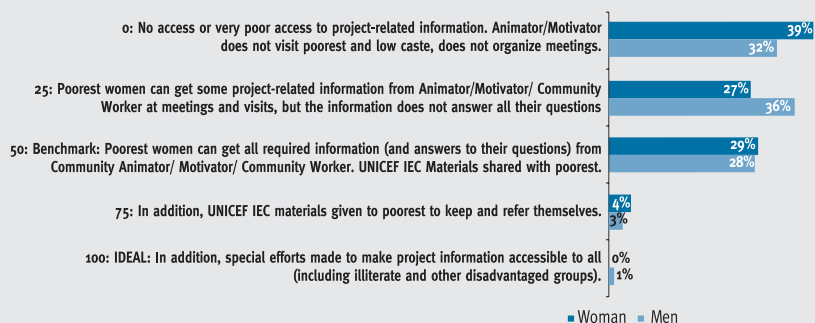 0: No access or very poor access to project-related information. Animator/Motivator
does not visit poorest and low caste, does not organize meetings.
39%
32%
25: Poorest women can get some project-related information from Animator/Motivator/ Community
Worker at meetings and visits, but the information does not answer all their questions
27%
36%
50: Benchmark: Poorest women can get all required information (and answers to their questions) from
Community Animator/ Motivator/ Community Worker. UNICEF IEC Materials shared with poorest.
29%
28%
75: In addition, UNICEF IEC materials given to poorest to keep and refer themselves.
4%
3%
100: IDEAL: In addition, special efforts made to make project information accessible to all
(including illiterate and other disadvantaged groups).
0%
1%
Woman Men